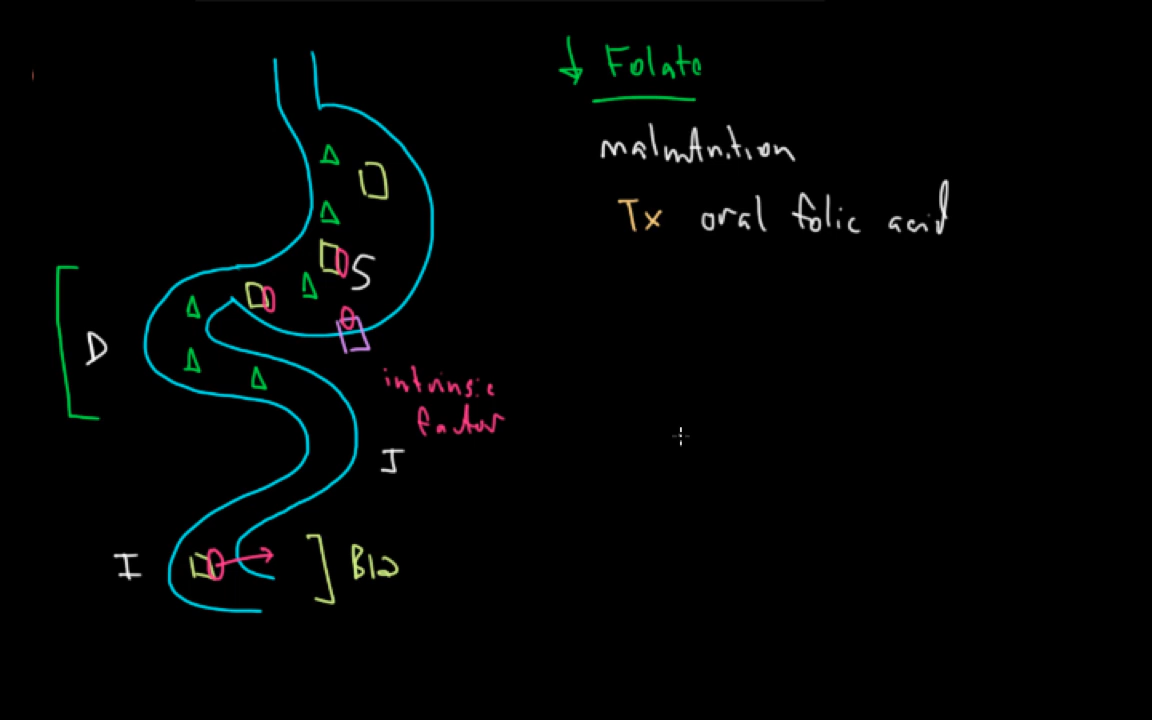 ↓ Folate
malnutrition
Tx oral folic acid
S
D
intrinsic
factor
J
I
B12